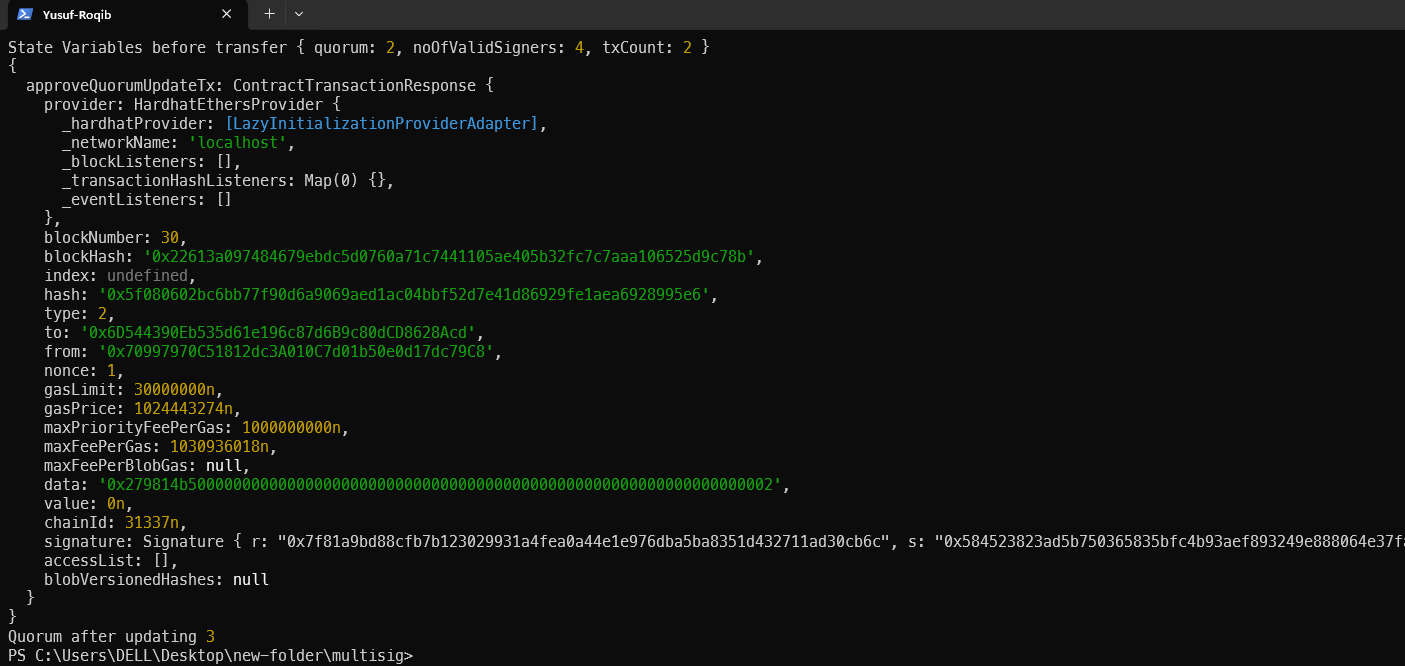 Yusuf-Roqib
State Variables before transfer { quorum: 2, noOfValidSigners: 4, txCount: 2 }
{
  approveQuorumUpdateTx: ContractTransactionResponse {
    provider: HardhatEthersProvider {
      _hardhatProvider: [LazyInitializationProviderAdapter],
      _networkName: 'localhost',
      _blockListeners: [],
      _transactionHashListeners: Map(0) {},
      _eventListeners: []
    },
    blockNumber: 30,
    blockHash: '0x22613a097484679ebdc5d0760a71c7441105ae405b32fc7c7aaa106525d9c78b',
    index: undefined,
    hash: '0x5f080602bc6bb77f90d6a9069aed1ac04bbf52d7e41d86929fe1aea6928995e6',
    type: 2,
    to: '0x6D544390Eb535d61e196c87d6B9c80dCD8628Acd',
    from: '0x70997970C51812dc3A010C7d01b50e0d17dc79C8',
    nonce: 1,
    gasLimit: 30000000n,
    gasPrice: 1024443274n,
    maxPriorityFeePerGas: 1000000000n,
    maxFeePerGas: 1030936018n,
    maxFeePerBlobGas: null,
    data: '0x279814b50000000000000000000000000000000000000000000000000000000000000002',
    value: 0n,
    chainId: 31337n,
    signature: Signature { r: "0x7f81a9bd88cfb7b123029931a4fea0a44e1e976dba5ba8351d432711ad30cb6c", s: "0x584523823ad5b750365835bfc4b93aef893249e888064e37fa
    accessList: [],
    blobVersionedHashes: null
  }
}
Quorum after updating 3
PS C:\Users\DELL\Desktop\new-folder\multisig>